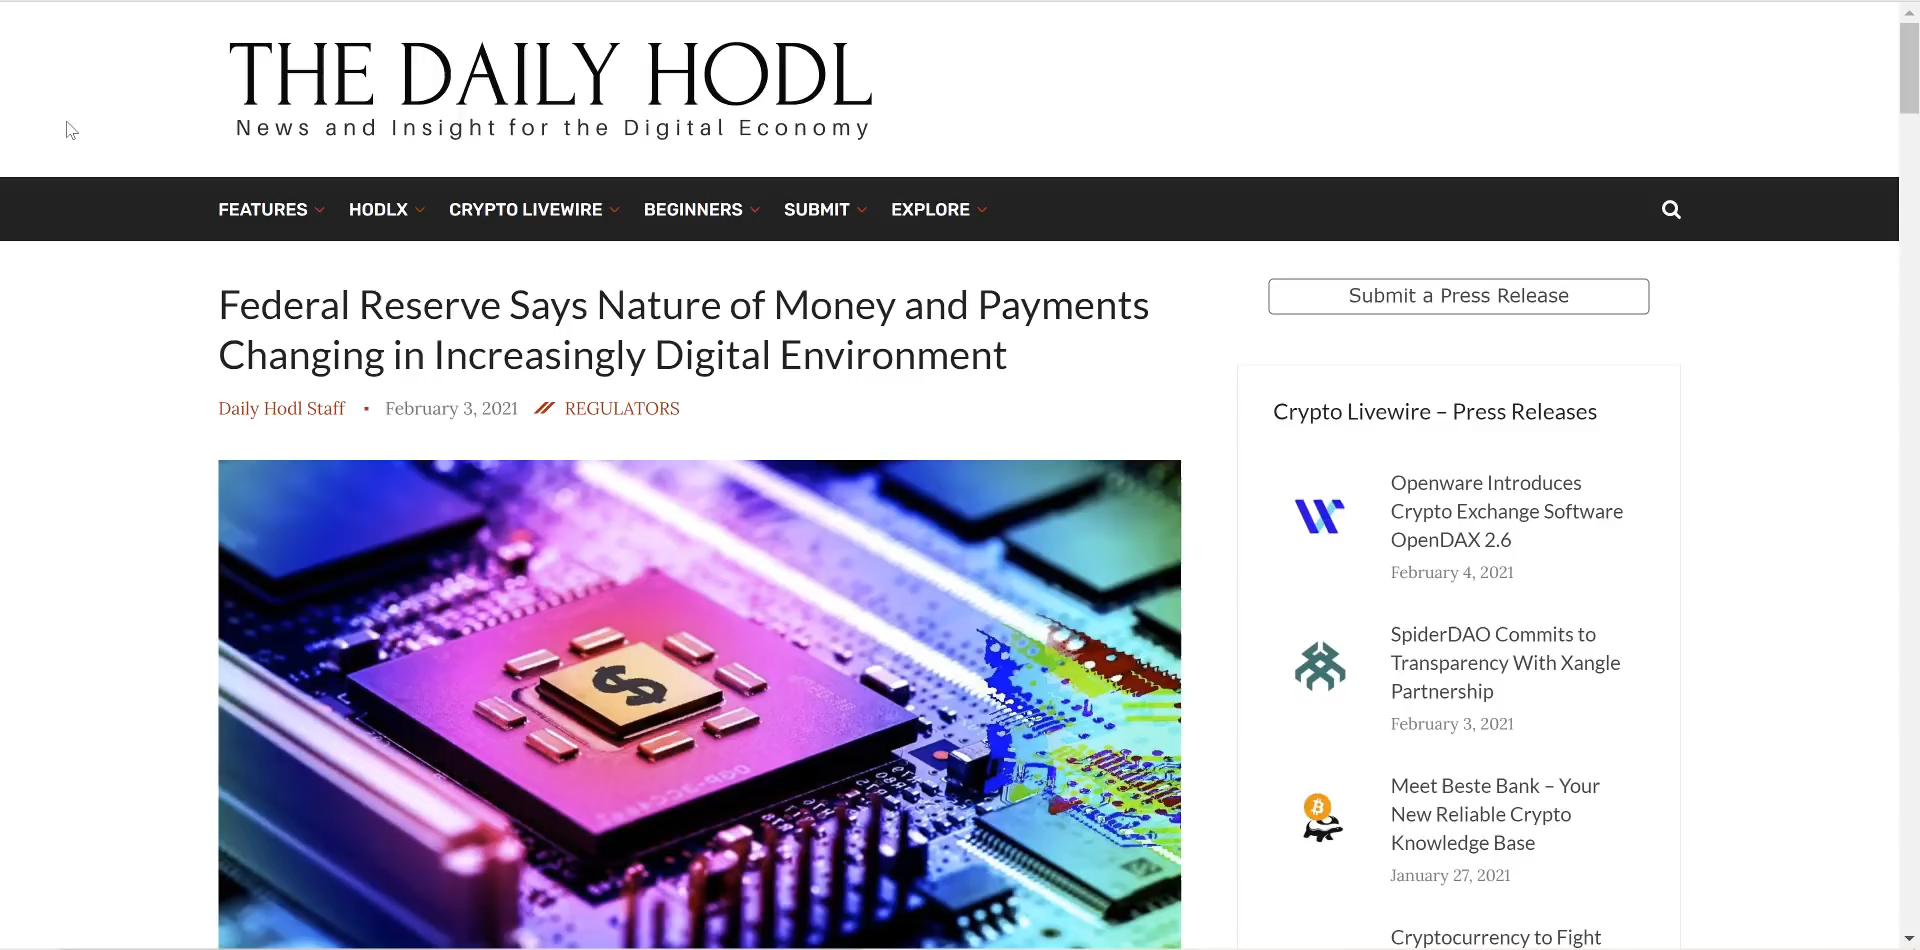 THE DAILY HODL
News and Insight for the Digital Economy
FEATURES HODLX CRYPTO LIVEWIRE BEGINNERS SUBMIT EXPLORE
Federal Reserve Says Nature of Money and Payments
Changing in Increasingly Digital Environment
Daily Hodl Staff ▪ February 3, 2021 // REGULATORS
$
Submit a Press Release
Crypto Livewire – Press Releases
Openware Introduces
Crypto Exchange Software
OpenDAX 2.6
February 4, 2021
SpiderDAO Commits to
Transparency With Xangle
Partnership
February 3, 2021
Meet Beste Bank – Your
New Reliable Crypto
Knowledge Base
January 27, 2021
Cryptocurrency to Fight